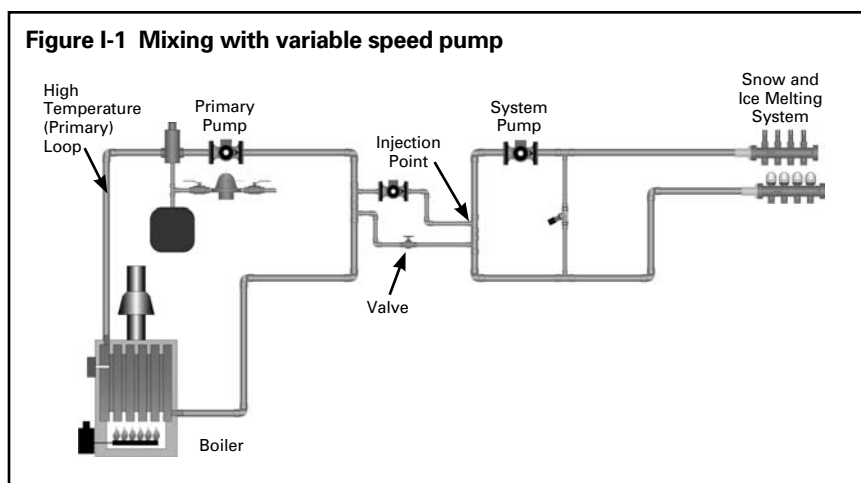 Figure I-1 Mixing with variable speed pump
High
Temperature
(Primary)
Loop
Primary
Pump
Injection
Point
System
Pump
Snow and
Ice Melting
System
Valve
Boiler